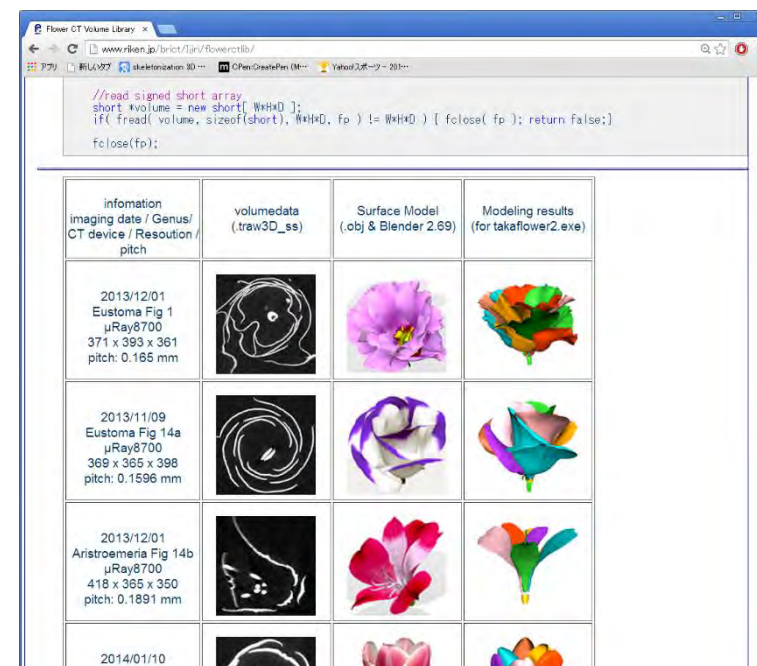 Flower CT Volume Library
www.riken.jp/brict/Ijiri/flowerctlib/
アプリ 新しいタブ skeletonization 3D … CPen::CreatePen (M… Yahoo!スポーツ - 201…
//read signed short array
short *volume = new short[ W*H*D ];
if( fread( volume, sizeof(short), W*H*D, fp ) != W*H*D ) { fclose( fp ); return false;}
fclose(fp);
infomation
imaging date / Genus/
CT device / Resoution /
pitch
volumedata
(.traw3D_ss)
Surface Model
(.obj & Blender 2.69)
Modeling results
(for takaflower2.exe)
2013/12/01
Eustoma Fig 1
μRay8700
371 x 393 x 361
pitch: 0.165 mm
2013/11/09
Eustoma Fig 14a
μRay8700
369 x 365 x 398
pitch: 0.1596 mm
2013/12/01
Aristroemeria Fig 14b
μRay8700
418 x 365 x 350
pitch: 0.1891 mm
2014/01/10